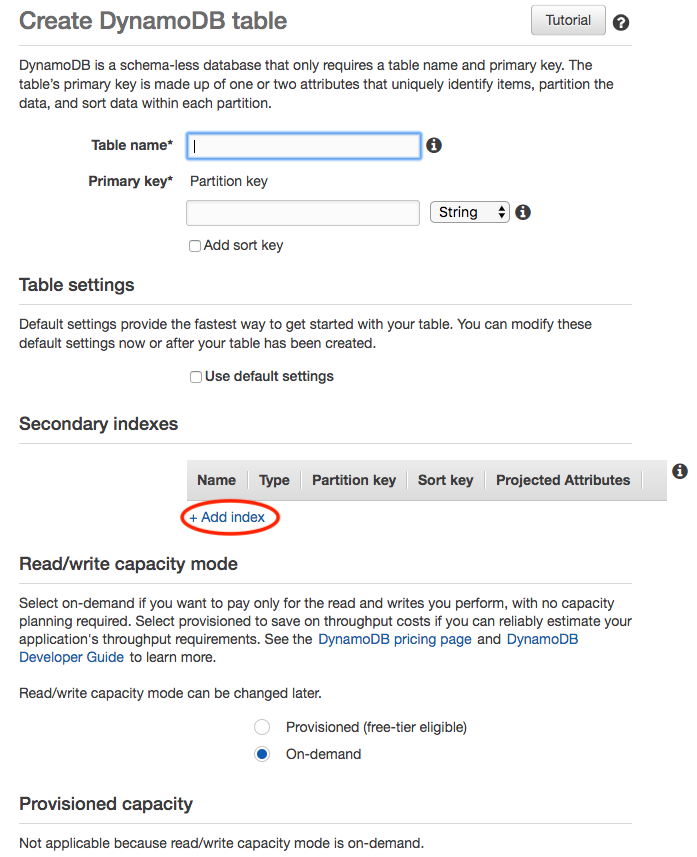 Create DynamoDB table
Tutorial
DynamoDB is a schema-less database that only requires a table name and primary key. The
table's primary key is made up of one or two attributes that uniquely identify items, partition the
data, and sort data within each partition.
Table name*
Primary key* Partition key
String
Add sort key
Table settings
Default settings provide the fastest way to get started with your table. You can modify these
default settings now or after your table has been created.
Use default settings
Secondary indexes
Name Type Partition key Sort key Projected Attributes
+ Add index
Read/write capacity mode
Select on-demand if you want to pay only for the read and writes you perform, with no capacity
planning required. Select provisioned to save on throughput costs if you can reliably estimate your
application's throughput requirements. See the DynamoDB pricing page and DynamoDB
Developer Guide to learn more.
Read/write capacity mode can be changed later.
Provisioned (free-tier eligible)
On-demand
Provisioned capacity
Not applicable because read/write capacity mode is on-demand.